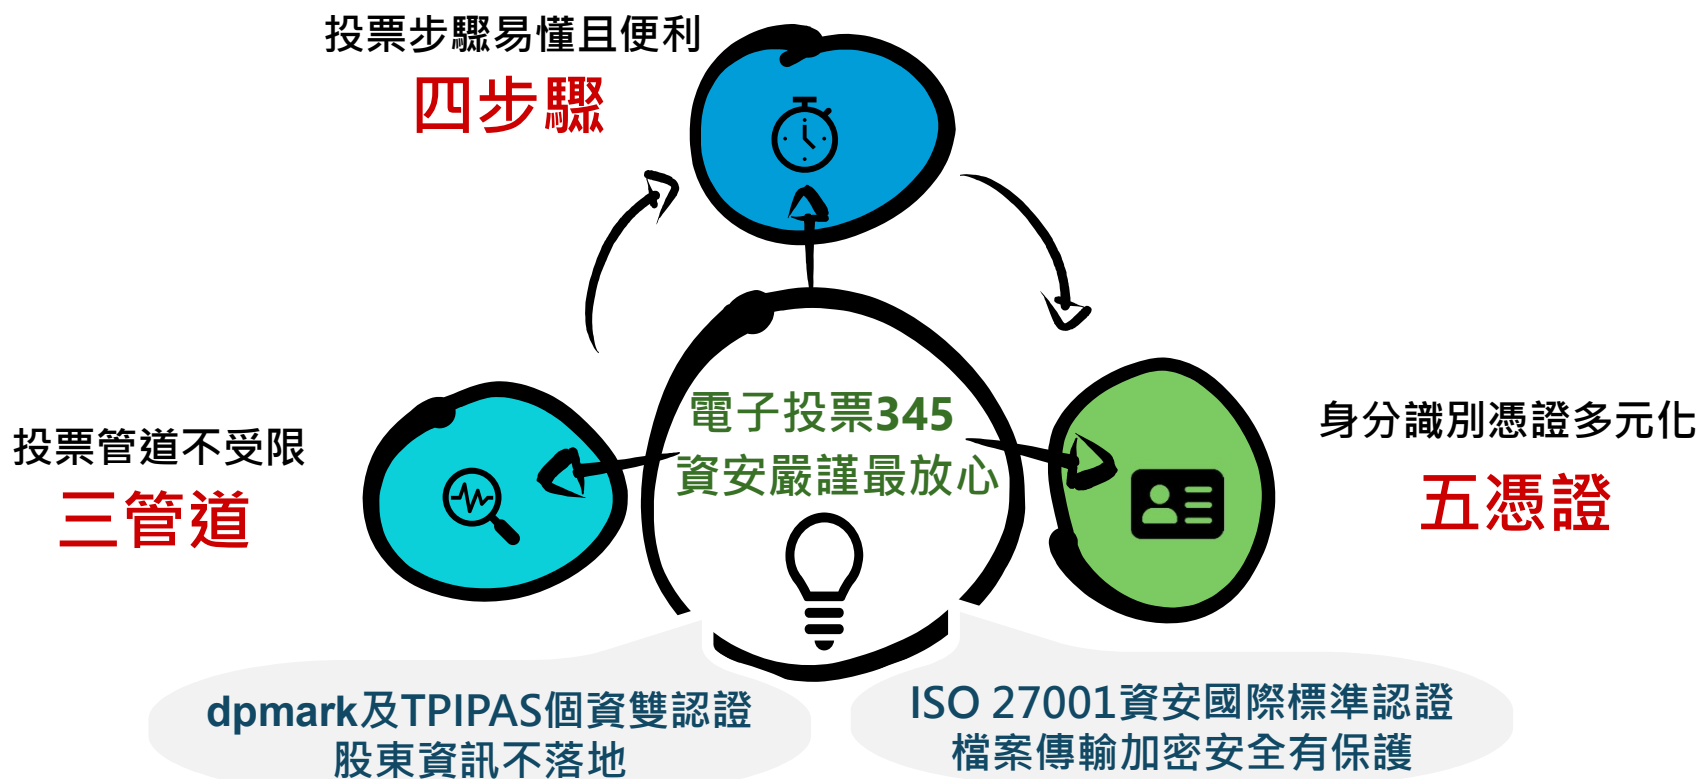 投票步驟易懂且便利
四步驟
投票管道不受限
三管道
電子投票345
資安嚴謹最放心
身分識別憑證多元化
五憑證
dpmark及TPIPAS個資雙認證
股東資訊不落地
ISO 27001資安國際標準認證
檔案傳輸加密安全有保護